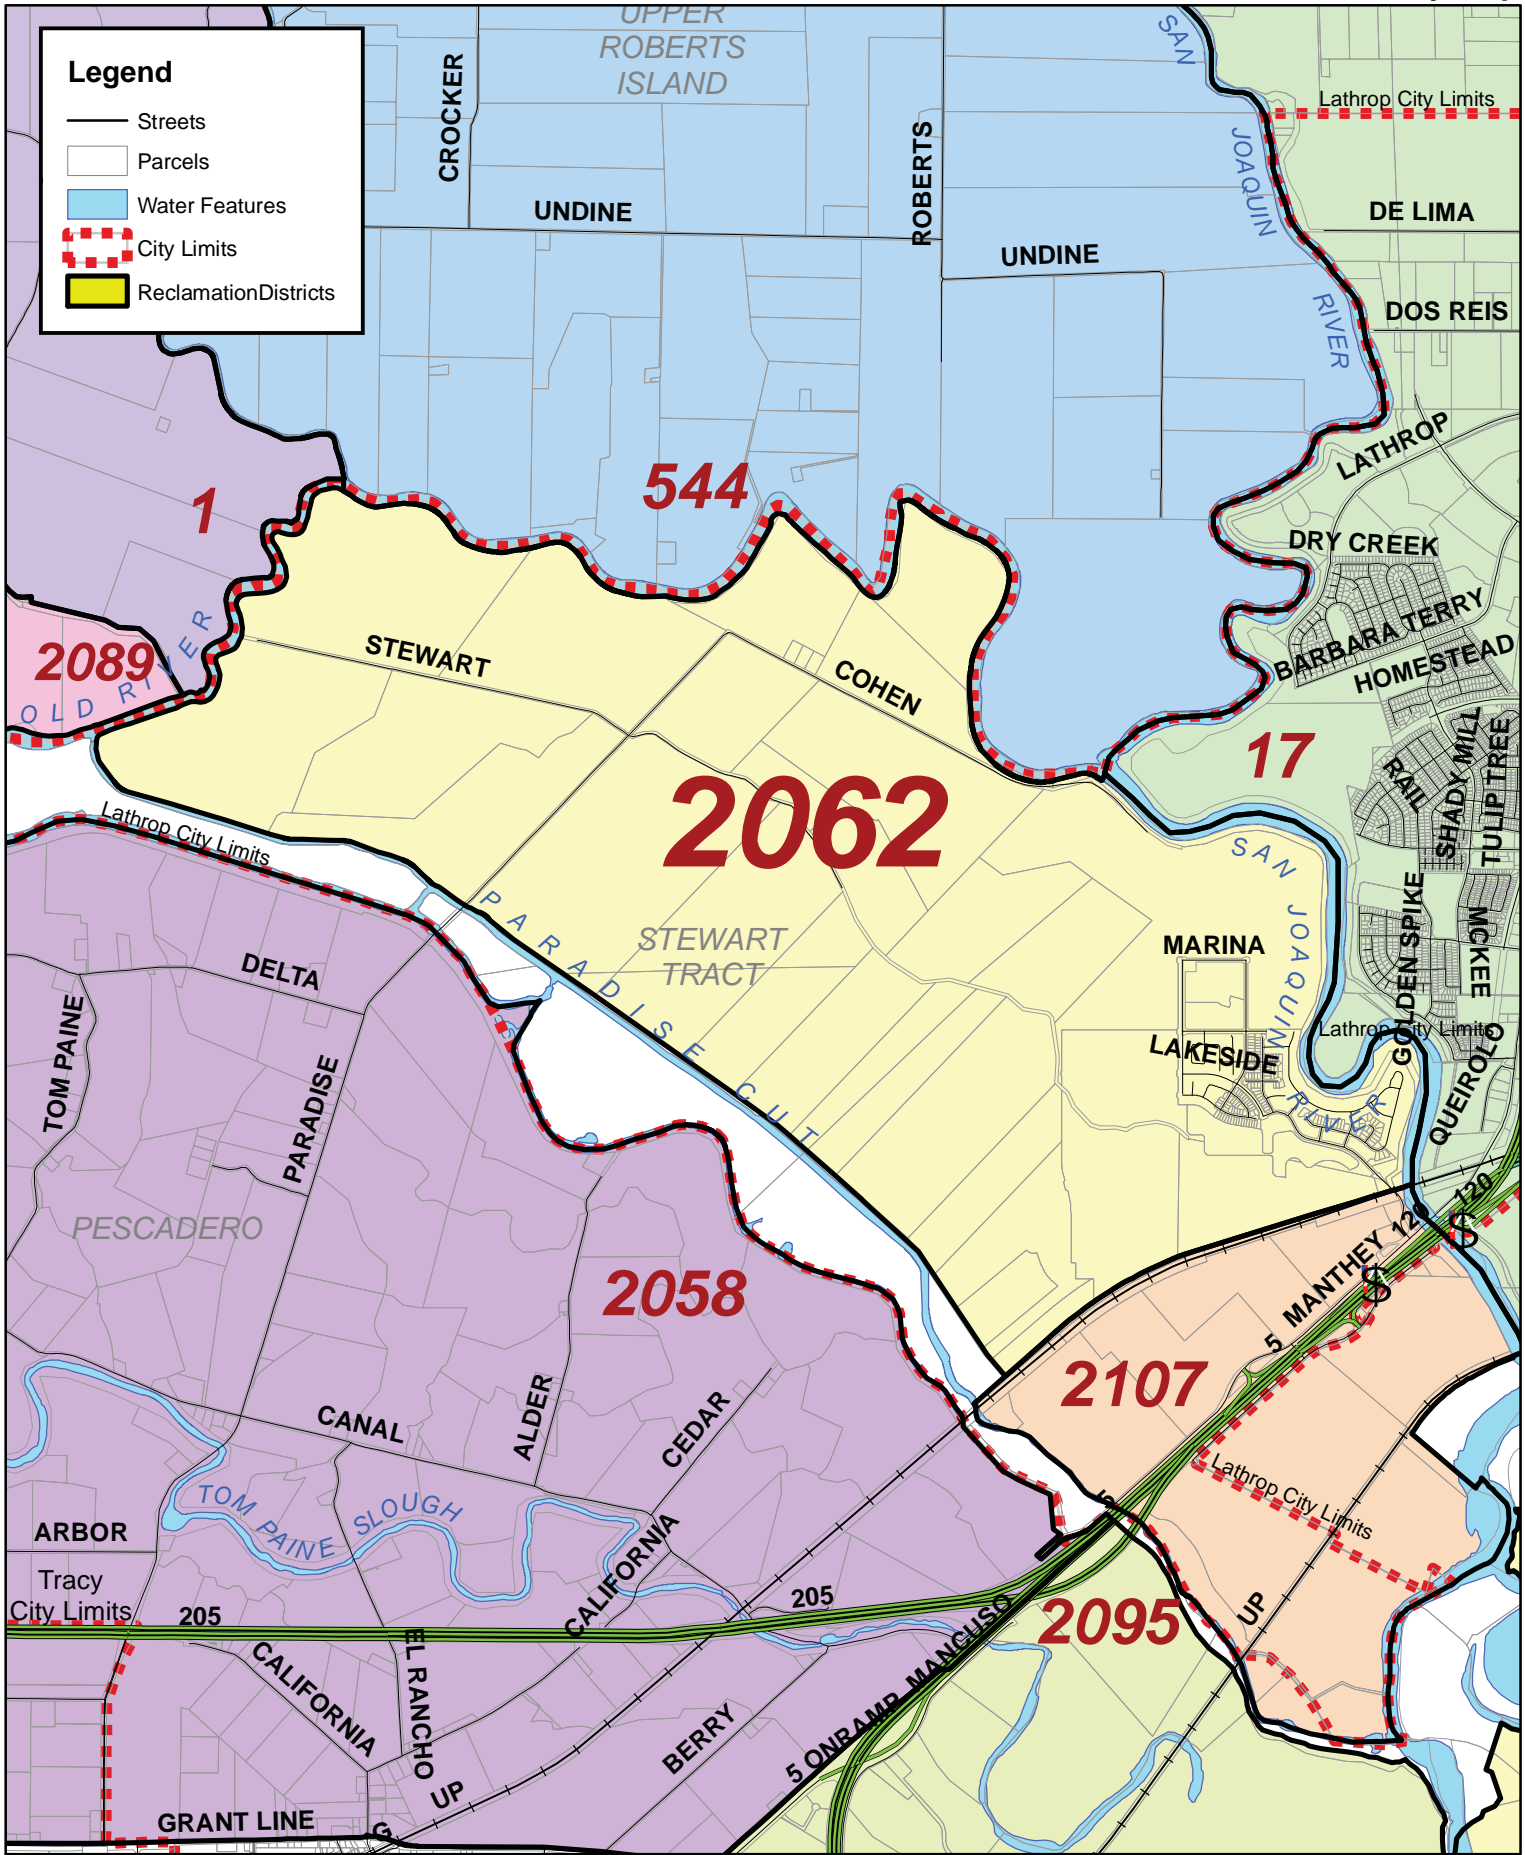 Legend
Streets
Parcels
Water Features
City Limits
ReclamationDistricts
UPPER
ROBERTS
ISLAND
CROCKER
ROBERTS
UNDINE
UNDINE
SAN
JOAQUIN
RIVER
Lathrop City Limits
DE LIMA
DOS REIS
LATHROP
1
544
DRY CREEK
BARBARA TERRY
HOMESTEAD
2089
OLD RIVER
STEWART
COHEN
17
2062
RAIL
SHADY MILL
TULIP TREE
Lathrop City Limits
SAN JOAQUIN RIVER
PARADISE CUT
STEWART
TRACT
MARINA
LAKESIDE
GOLDEN SPIKE
MCKEE
Lathrop City Limits
QUEIROLO
DELTA
TOM PAINE
PARADISE
PESCADERO
2058
120
120
MANTHEY
5
2107
CANAL
ALDER
CEDAR
TOM PAINE SLOUGH
Lathrop City Limits
5
ARBOR
Tracy
City Limits
205
CALIFORNIA
205
2095
UP
CALIFORNIA
EL RANCHO
MANCUSO
5 ONRAMP
BERRY
UP
GRANT LINE
G